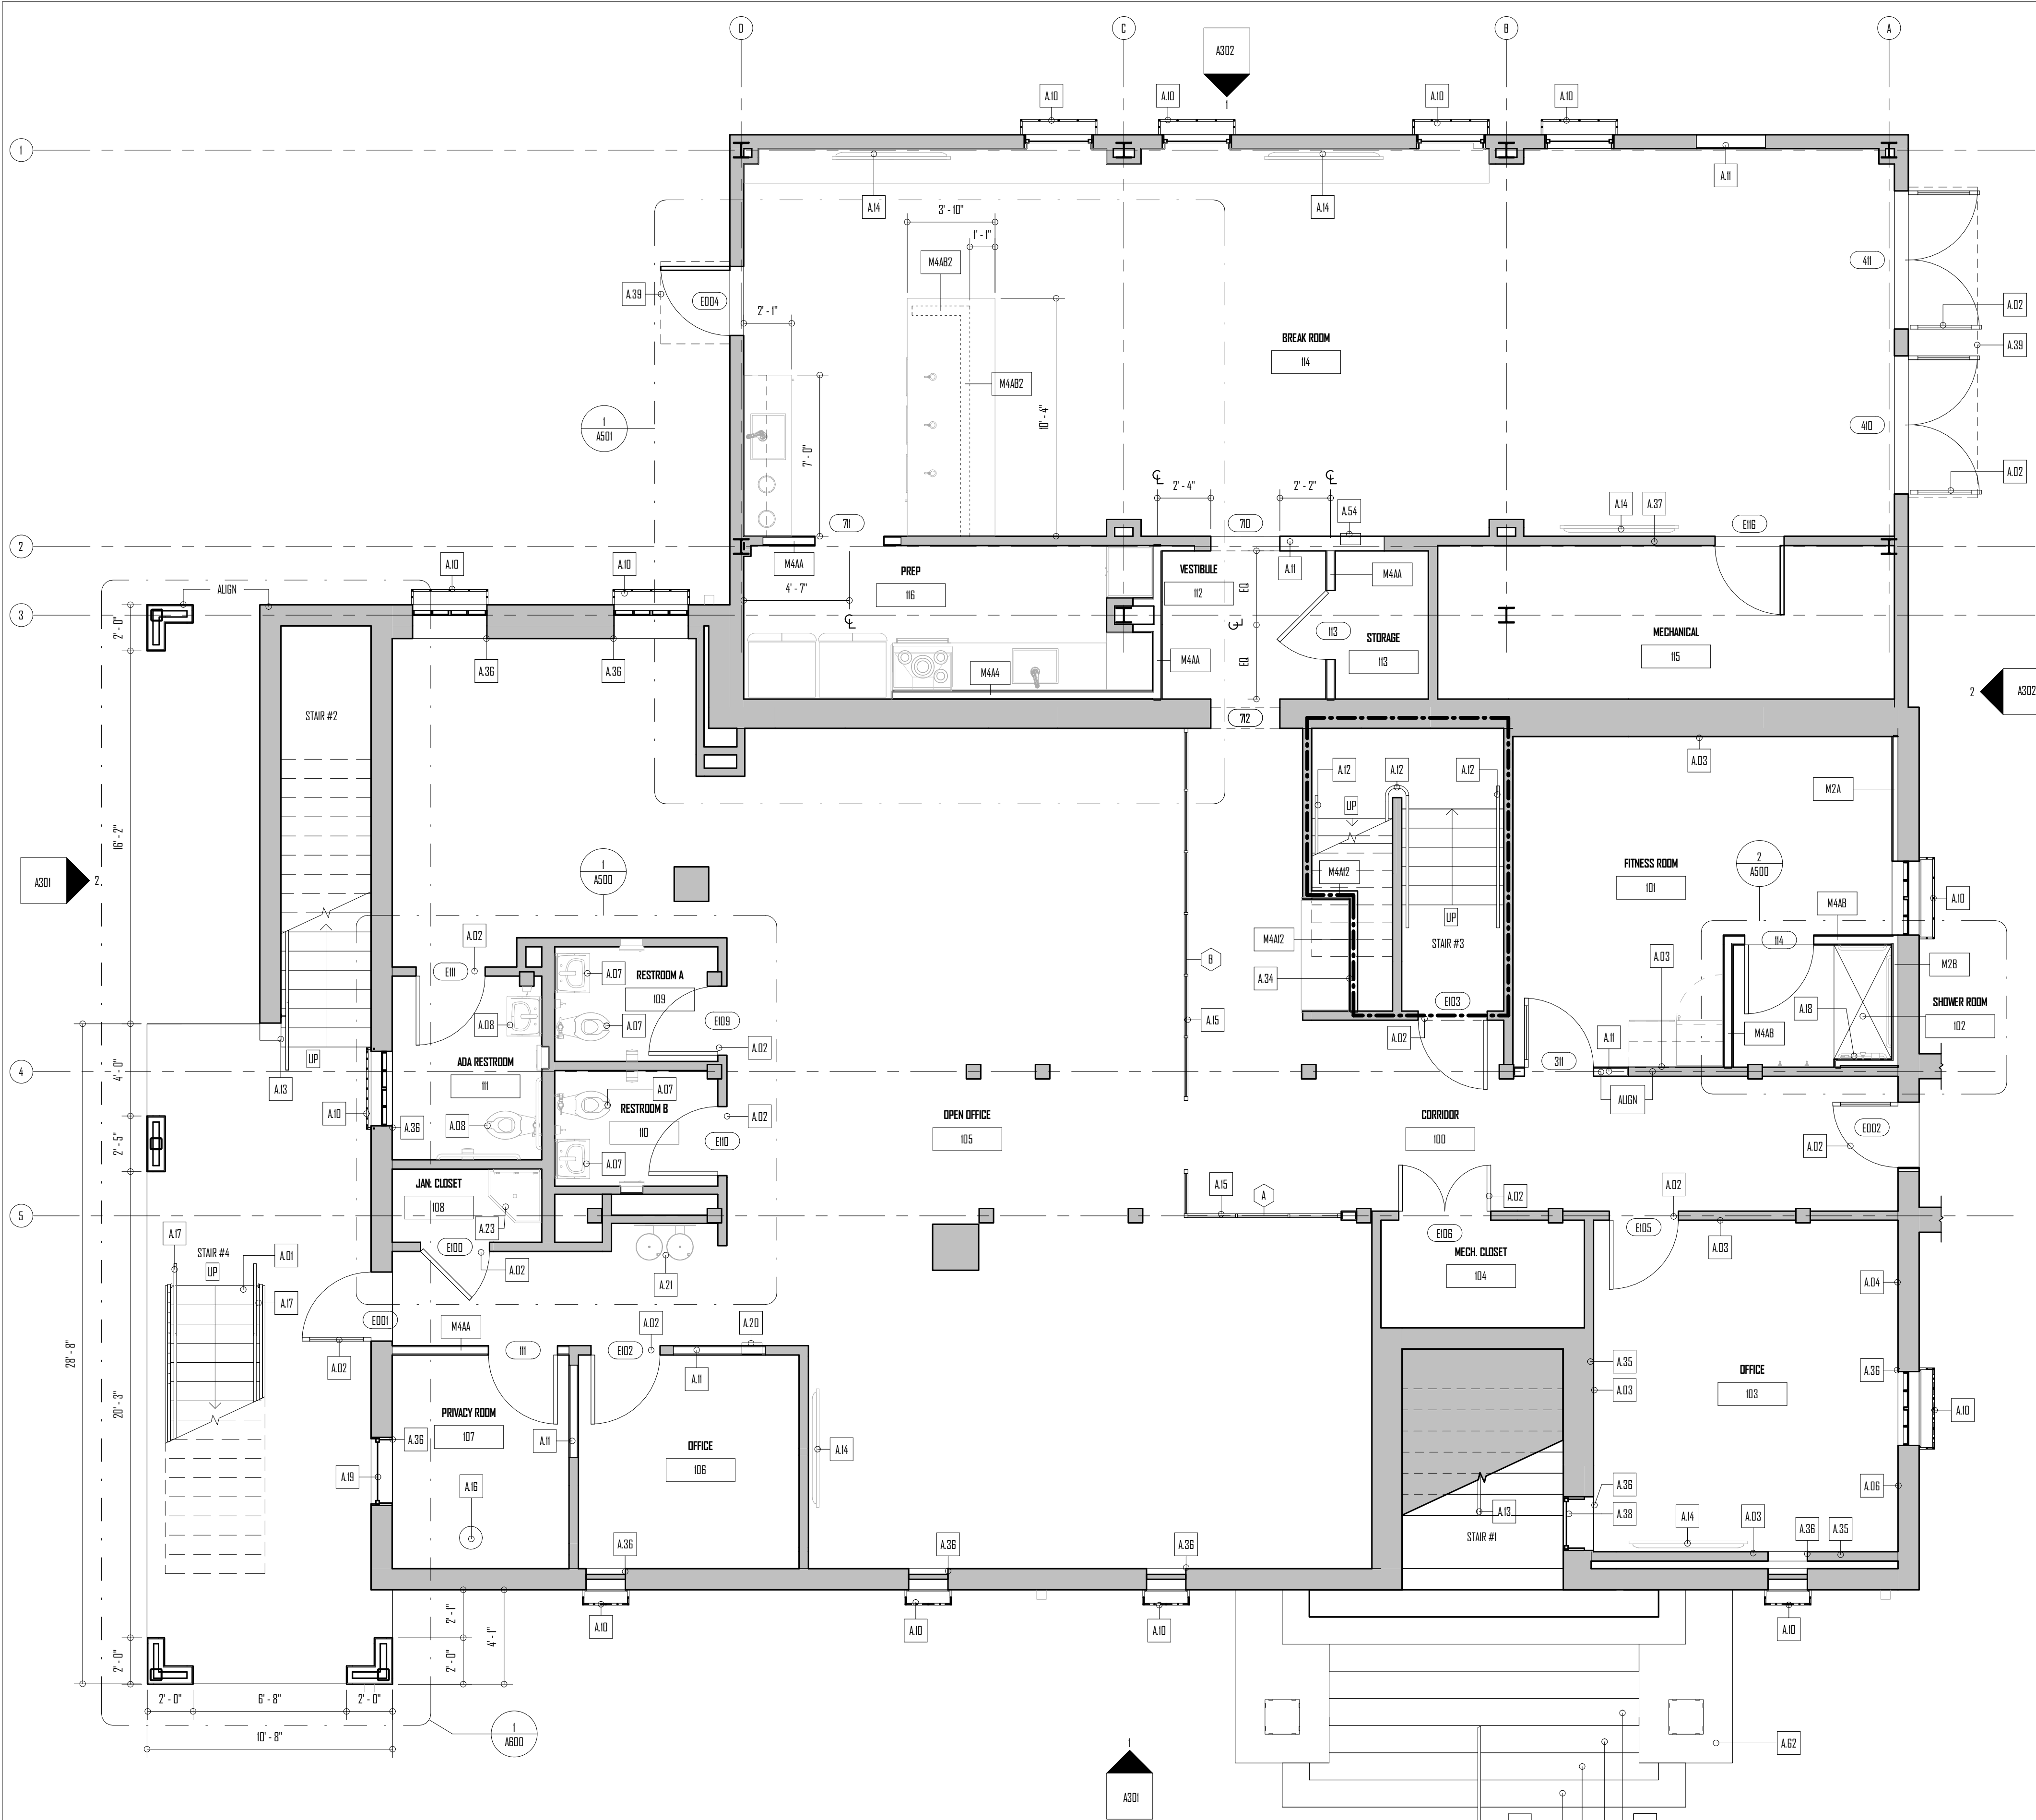 D
C
B
A
A302
1
A.10
A.10
A.10
A.10
1
A.14
A.14
A.11
3' - 10"
1' - 1"
M4AB2
411
A.39
E004
A.02
2' - 1"
BREAK ROOM
114
A.39
M4AB2
1
A501
10' - 4"
410
7' - 0"
A.02
2' - 4"
2' - 2"
A.14
A.37
A.54
711
710
E116
2
A.10
A.10
M4AA
PREP
116
4' - 7"
VESTIBULE
112
A.11
M4AA
EQ
ALIGN
3
2' - 0"
113
STORAGE
113
MECHANICAL
115
A.36
A.36
M4A4
M4AA
EQ
2
A302
STAIR #2
712
A.03
A.12
A.12
A.12
UP
M2A
16' - 2"
A301
2
1
A500
M4A12
FITNESS ROOM
101
2
A500
A.10
M4AB
UP
M4A12
STAIR #3
114
A.02
B
A.03
M2B
E111
A.07
RESTROOM A
109
A.34
E103
SHOWER ROOM
102
A.08
A.07
E109
A.15
A.18
M4AB
A.02
A.02
4' - 0"
UP
ADA RESTROOM
111
311
A.11
4
A.13
A.07
A.10
A.36
A.08
RESTROOM B
110
A.02
OPEN OFFICE
105
CORRIDOR
100
ALIGN
E002
2' - 5"
E110
A.02
A.07
JAN. CLOSET
108
A.15
A
A.02
A.02
5
A.23
A.17
STAIR #4
A.01
UP
E100
A.02
E106
E105
A.03
MECH. CLOSET
104
A.21
A.04
A.17
E001
M4AA
A.02
A.20
28' - 8"
A.02
111
E102
A.11
A.35
OFFICE
103
A.36
A.03
20' - 3"
PRIVACY ROOM
107
A.36
A.11
OFFICE
106
A.14
A.10
A.19
A.16
A.36
A.06
A.38
A.13
STAIR #1
A.14
A.03
A.36
A.35
A.36
A.36
A.36
2' - 1"
4' - 1"
A.10
A.10
A.10
A.10
2' - 0"
2' - 0"
2' - 0"
6' - 8"
2' - 0"
10' - 8"
1
A600
1
A301
A.62